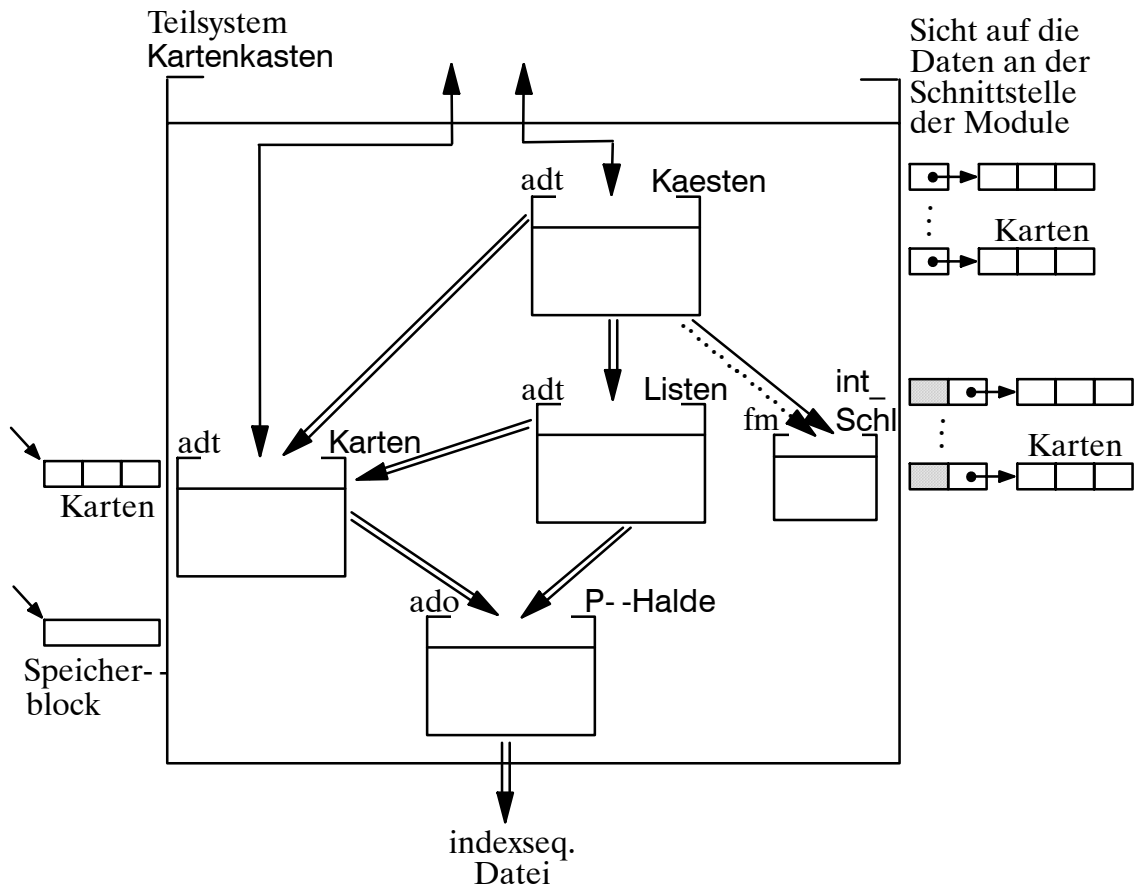 Teilsystem
Kartenkasten
Sicht auf die
Daten an der
Schnittstelle
der Module
adt
Kaesten
Karten
adt
Listen
int_
Schl
fm
adt
Karten
Karten
Karten
ado
P--Halde
Speicher--
block
indexseq.
Datei